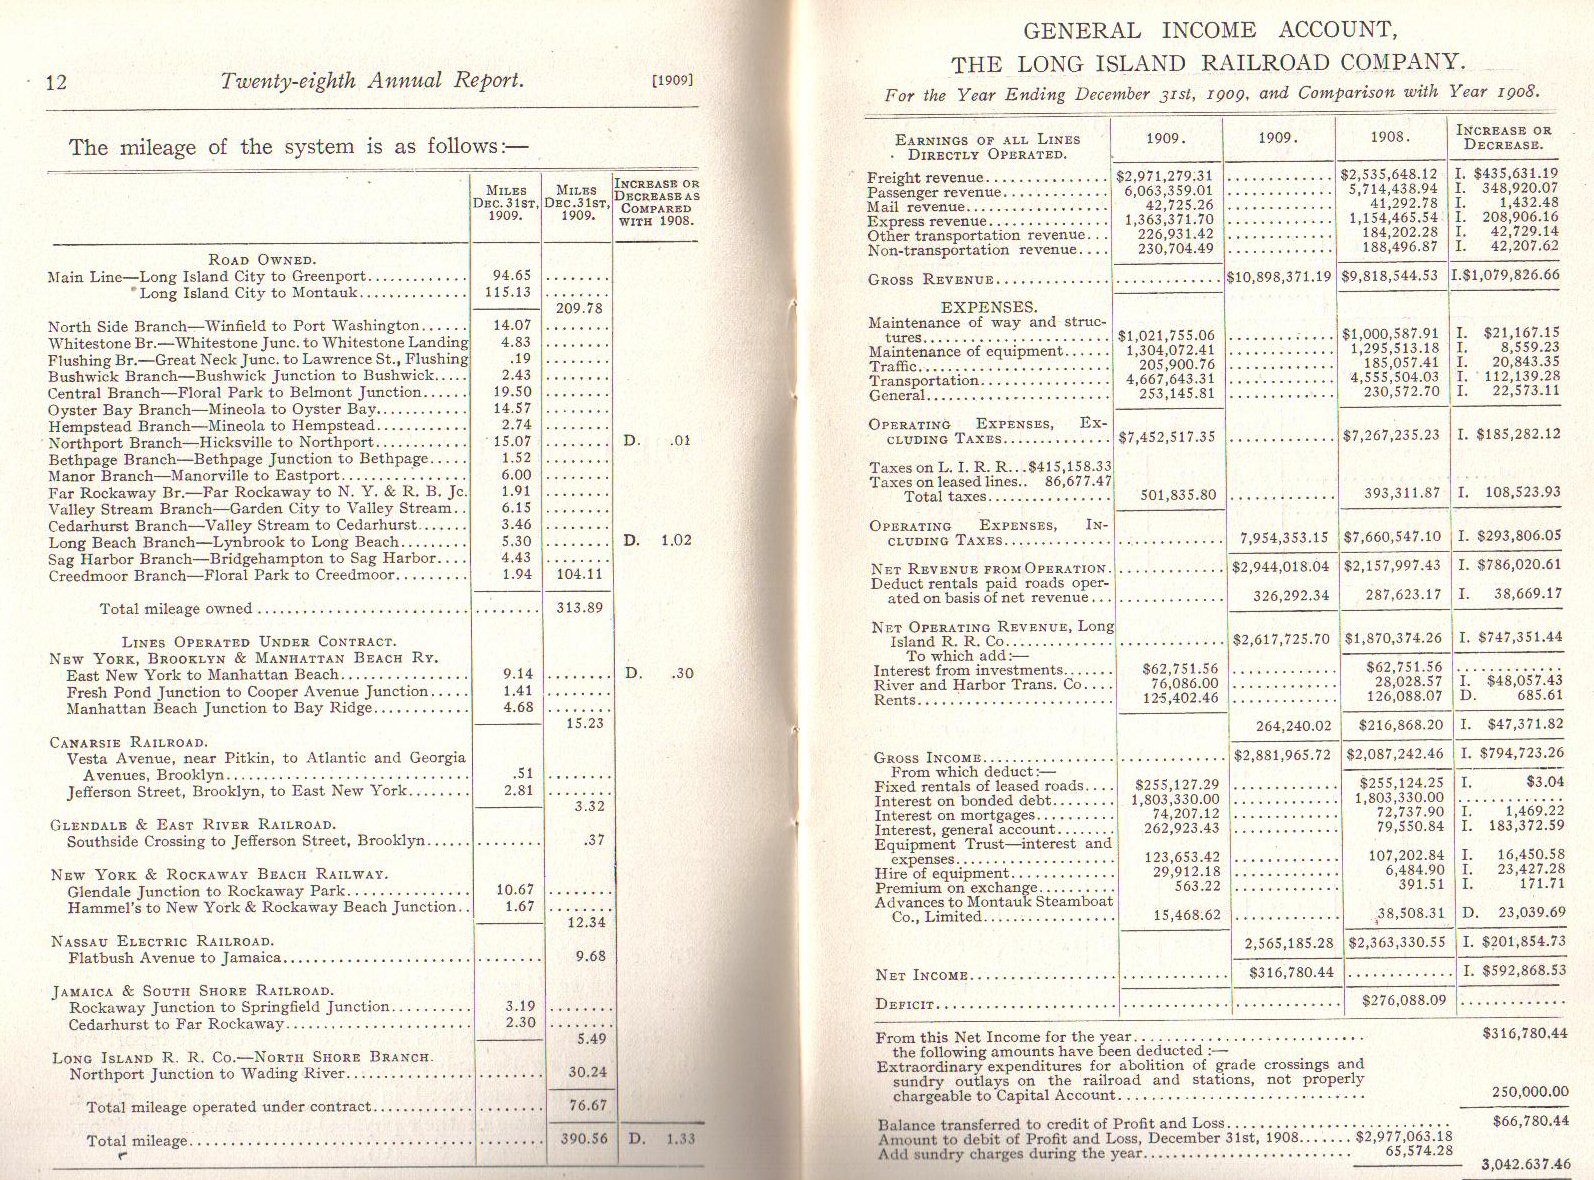 12 Twenty-eighth Annual Report. [1909]
The mileage of the system is as follows:—
MILES DEC. 31ST, 1909. MILES DEC. 31ST, 1909. INCREASE OR DECREASE AS COMPARED WITH 1908.
ROAD OWNED.
Main Line—Long Island City to Greenport............. 94.65 ........
Long Island City to Montauk.............. 115.13 ........
209.78
North Side Branch—Winfield to Port Washington...... 14.07 ........
Whitestone Br.—Whitestone Junc. to Whitestone Landing 4.83 ........
Flushing Br.—Great Neck Junc. to Lawrence St., Flushing .19 ........
Bushwick Branch—Bushwick Junction to Bushwick..... 2.43 ........
Central Branch—Floral Park to Belmont Junction...... 19.50 ........
Oyster Bay Branch—Mineola to Oyster Bay............ 14.57 ........
Hempstead Branch—Mineola to Hempstead............ 2.74 ........
Northport Branch—Hicksville to Northport............ 15.07 ........ D. .01
Bethpage Branch—Bethpage Junction to Bethpage..... 1.52 ........
Manor Branch—Manorville to Eastport................ 6.00 ........
Far Rockaway Br.—Far Rockaway to N. Y. & R. B. Jc. 1.91 ........
Valley Stream Branch—Garden City to Valley Stream.. 6.15 ........
Cedarhurst Branch—Valley Stream to Cedarhurst....... 3.46 ........
Long Beach Branch—Lynbrook to Long Beach......... 5.30 ........ D. 1.02
Sag Harbor Branch—Bridgehampton to Sag Harbor.... 4.43 ........
Creedmoor Branch—Floral Park to Creedmoor......... 1.94 104.11
Total mileage owned ............................ ........ 313.89
LINES OPERATED UNDER CONTRACT.
NEW YORK, BROOKLYN & MANHATTAN BEACH RY.
East New York to Manhattan Beach................. 9.14 ........ D. .30
Fresh Pond Junction to Cooper Avenue Junction..... 1.41 ........
Manhattan Beach Junction to Bay Ridge............ 4.68 ........
15.23
CANARSIE RAILROAD.
Vesta Avenue, near Pitkin, to Atlantic and Georgia
Avenues, Brooklyn............................. .51 ........
Jefferson Street, Brooklyn, to East New York........ 2.81 ........
3.32
GLENDALE & EAST RIVER RAILROAD.
Southside Crossing to Jefferson Street, Brooklyn...... ........ .37
NEW YORK & ROCKAWAY BEACH RAILWAY.
Glendale Junction to Rockaway Park................ 10.67 ........
Hammel's to New York & Rockaway Beach Junction.. 1.67 ........
12.34
NASSAU ELECTRIC RAILROAD.
Flatbush Avenue to Jamaica......................... ........ 9.68
JAMAICA & SOUTH SHORE RAILROAD.
Rockaway Junction to Springfield Junction.......... 3.19 ........
Cedarhurst to Far Rockaway........................ 2.30 ........
5.49
LONG ISLAND R. R. CO.—NORTH SHORE BRANCH.
Northport Junction to Wading River................ ........ 30.24
Total mileage operated under contract............. ........ 76.67
Total mileage..................................... ........ 390.56 D. 1.33
GENERAL INCOME ACCOUNT,
THE LONG ISLAND RAILROAD COMPANY.
For the Year Ending December 31st, 1909, and Comparison with Year 1908.
EARNINGS OF ALL LINES DIRECTLY OPERATED. 1909. 1909. 1908. INCREASE OR DECREASE.
Freight revenue............... $2,971,279.31 ............. $2,535,648.12 I. $435,631.19
Passenger revenue............. 6,063,359.01 ............. 5,714,438.94 I. 348,920.07
Mail revenue.................. 42,725.26 ............. 41,292.78 I. 1,432.48
Express revenue............... 1,363,371.70 ............. 1,154,465.54 I. 208,906.16
Other transportation revenue... 226,931.42 ............. 184,202.28 I. 42,729.14
Non-transportation revenue.... 230,704.49 ............. 188,496.87 I. 42,207.62
GROSS REVENUE.............. ............. $10,898,371.19 $9,818,544.53 I.$1,079,826.66
EXPENSES.
Maintenance of way and struc-
tures....................... $1,021,755.06 ............. $1,000,587.91 I. $21,167.15
Maintenance of equipment...... 1,304,072.41 ............. 1,295,513.18 I. 8,559.23
Traffic........................ 205,900.76 ............. 185,057.41 I. 20,843.35
Transportation................ 4,667,643.31 ............. 4,555,504.03 I. 112,139.28
General....................... 253,145.81 ............. 230,572.70 I. 22,573.11
OPERATING EXPENSES, EX-
CLUDING TAXES............. $7,452,517.35 ............. $7,267,235.23 I. $185,282.12
Taxes on L. I. R. R...$415,158.33
Taxes on leased lines.. 86,677.47
Total taxes................ 501,835.80 ............. 393,311.87 I. 108,523.93
OPERATING EXPENSES, IN-
CLUDING TAXES............. ............. 7,954,353.15 $7,660,547.10 I. $293,806.05
NET REVENUE FROM OPERATION. ............. $2,944,018.04 $2,157,997.43 I. $786,020.61
Deduct rentals paid roads oper-
ated on basis of net revenue... ............. 326,292.34 287,623.17 I. 38,669.17
NET OPERATING REVENUE, Long
Island R. R. Co............. ............. $2,617,725.70 $1,870,374.26 I. $747,351.44
To which add:—
Interest from investments....... $62,751.56 ............. $62,751.56 .............
River and Harbor Trans. Co.... 76,086.00 ............. 28,028.57 I. $48,057.43
Rents........................ 125,402.46 ............. 126,088.07 D. 685.61
264,240.02 $216,868.20 I. $47,371.82
GROSS INCOME................ ............. $2,881,965.72 $2,087,242.46 I. $794,723.26
From which deduct:—
Fixed rentals of leased roads.... $255,127.29 ............. $255,124.25 I. $3.04
Interest on bonded debt........ 1,803,330.00 ............. 1,803,330.00 .............
Interest on mortgages.......... 74,207.12 ............. 72,737.90 I. 1,469.22
Interest, general account........ 262,923.43 ............. 79,550.84 I. 183,372.59
Equipment Trust—interest and
expenses.................... 123,653.42 ............. 107,202.84 I. 16,450.58
Hire of equipment............. 29,912.18 ............. 6,484.90 I. 23,427.28
Premium on exchange.......... 563.22 ............. 391.51 I. 171.71
Advances to Montauk Steamboat
Co., Limited................. 15,468.62 ............. 38,508.31 D. 23,039.69
2,565,185.28 $2,363,330.55 I. $201,854.73
NET INCOME.................. ............. $316,780.44 ............. I. $592,868.53
DEFICIT....................... ............. ............. $276,088.09 .............
From this Net Income for the year............................. $316,780.44
the following amounts have been deducted :—
Extraordinary expenditures for abolition of grade crossings and
sundry outlays on the railroad and stations, not properly
chargeable to Capital Account............................... 250,000.00
Balance transferred to credit of Profit and Loss............................ $66,780.44
Amount to debit of Profit and Loss, December 31st, 1908....... $2,977,063.18
Add sundry charges during the year........................... 65,574.28
3,042.637.46